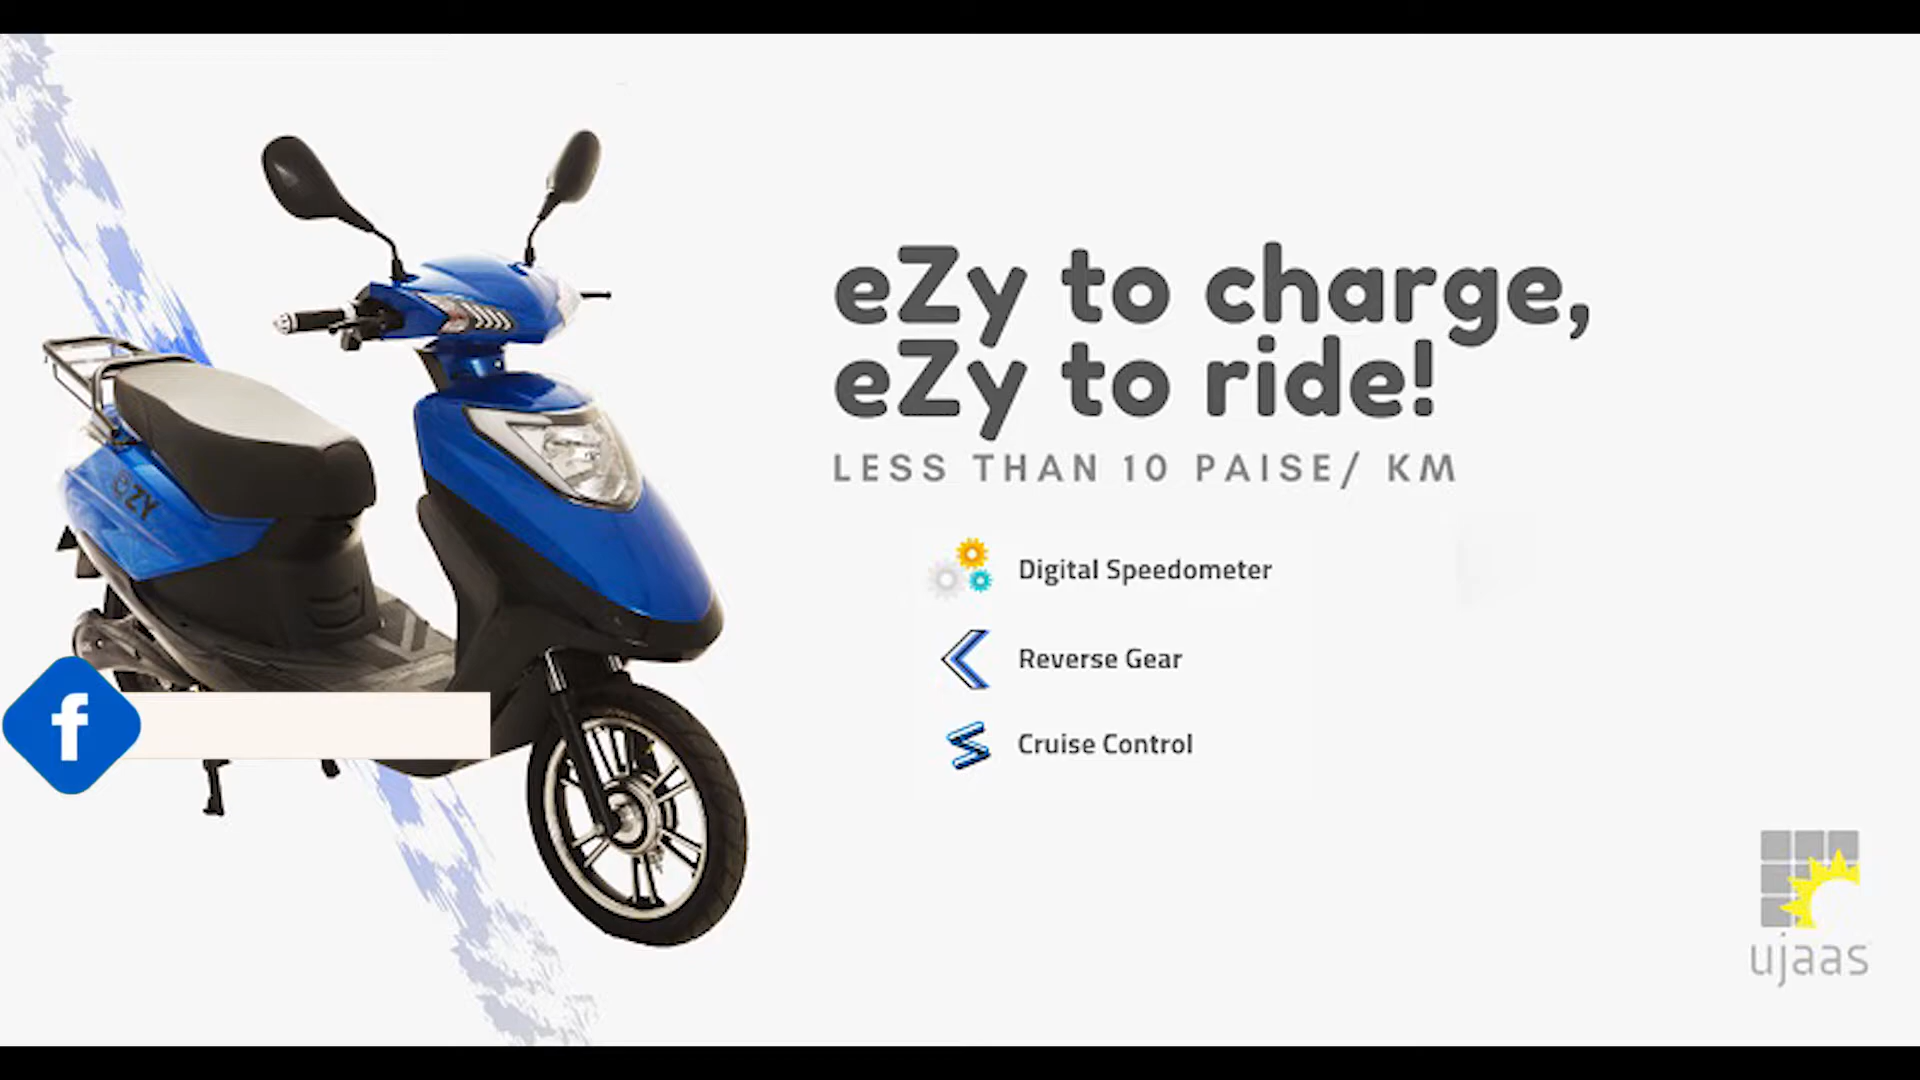 eZy to charge,
eZy to ride!
LESS THAN 10 PAISE/ KM
Digital Speedometer
Reverse Gear
Cruise Control
eZY
f
ujaas